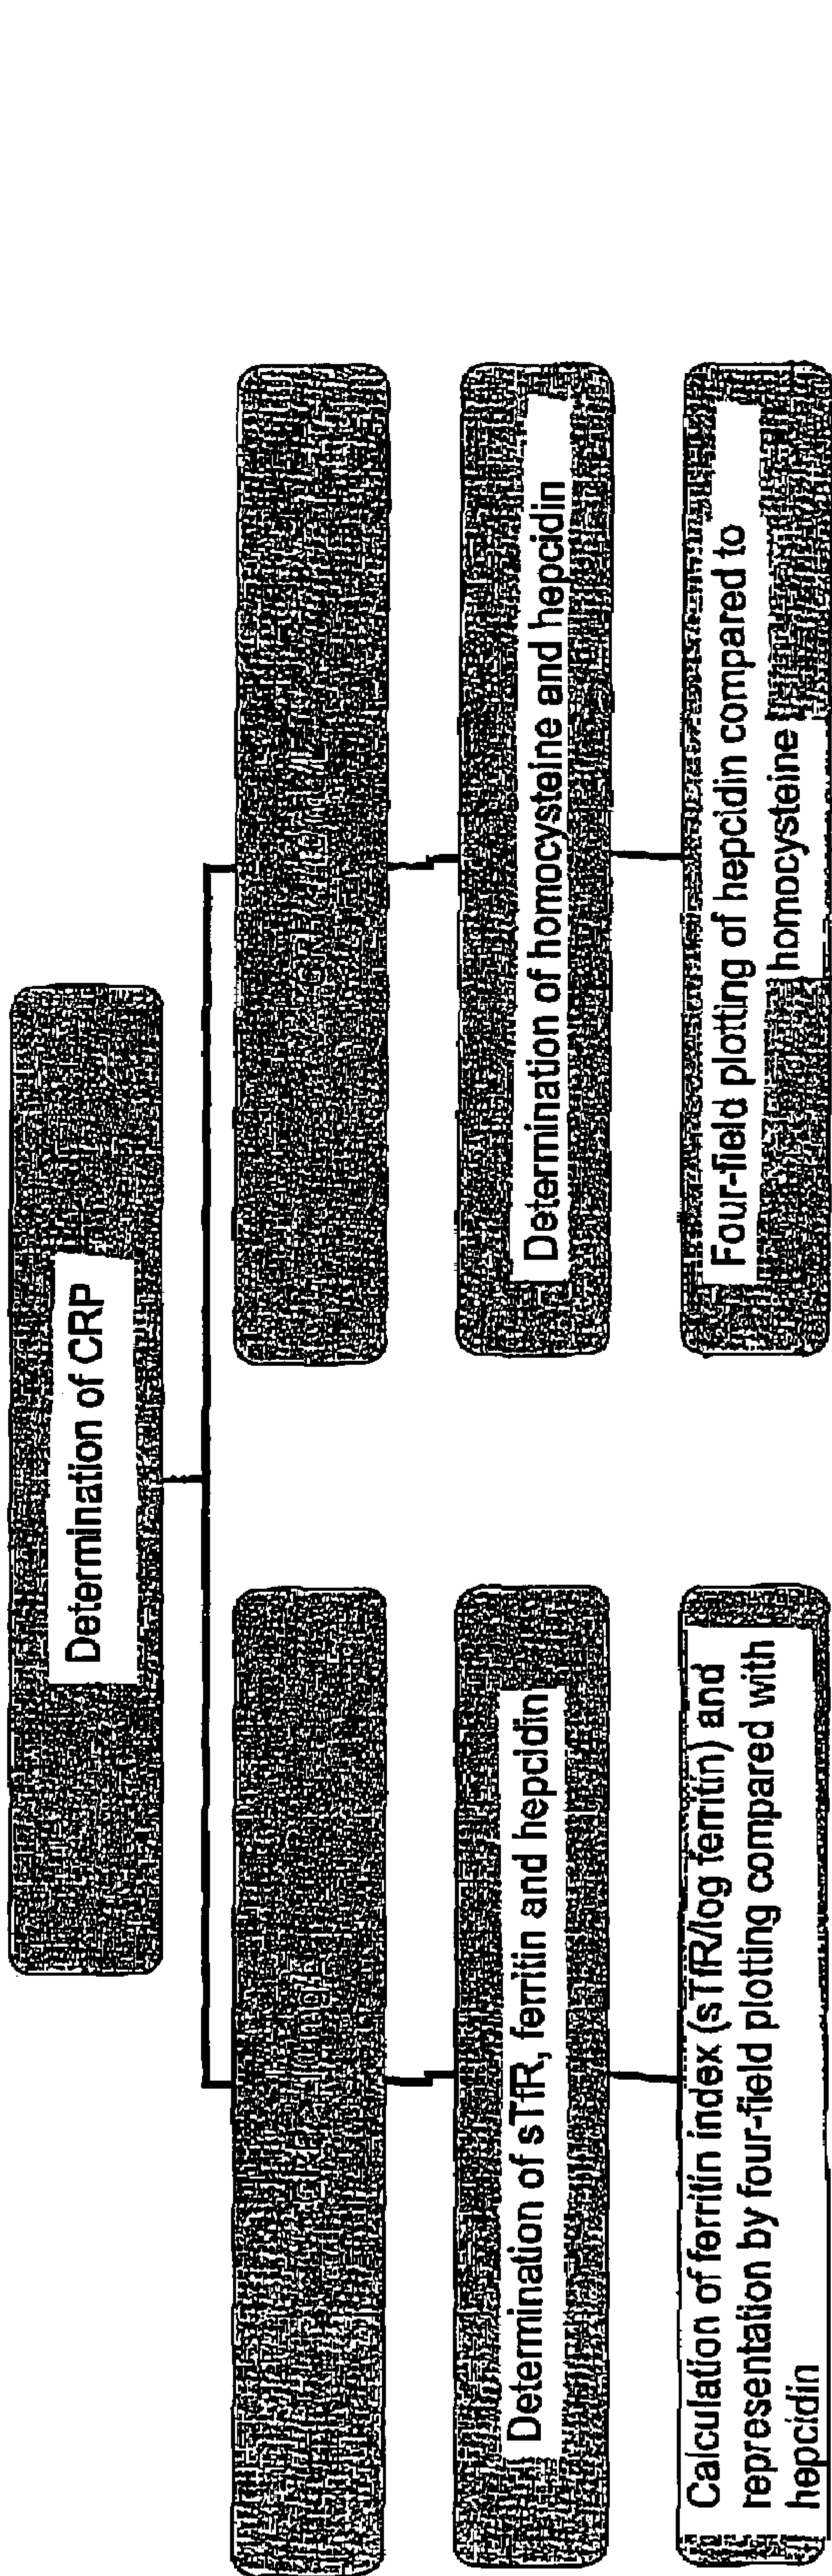 Determination of CRP
Determination of sTfR, ferritin and hepcidin
Calculation of ferritin index (sTfR/log ferritin) and
representation by four-field plotting compared with
hepcidin
Determination of homocysteine and hepcidin
Four-field plotting of hepcidin compared to
homocysteine